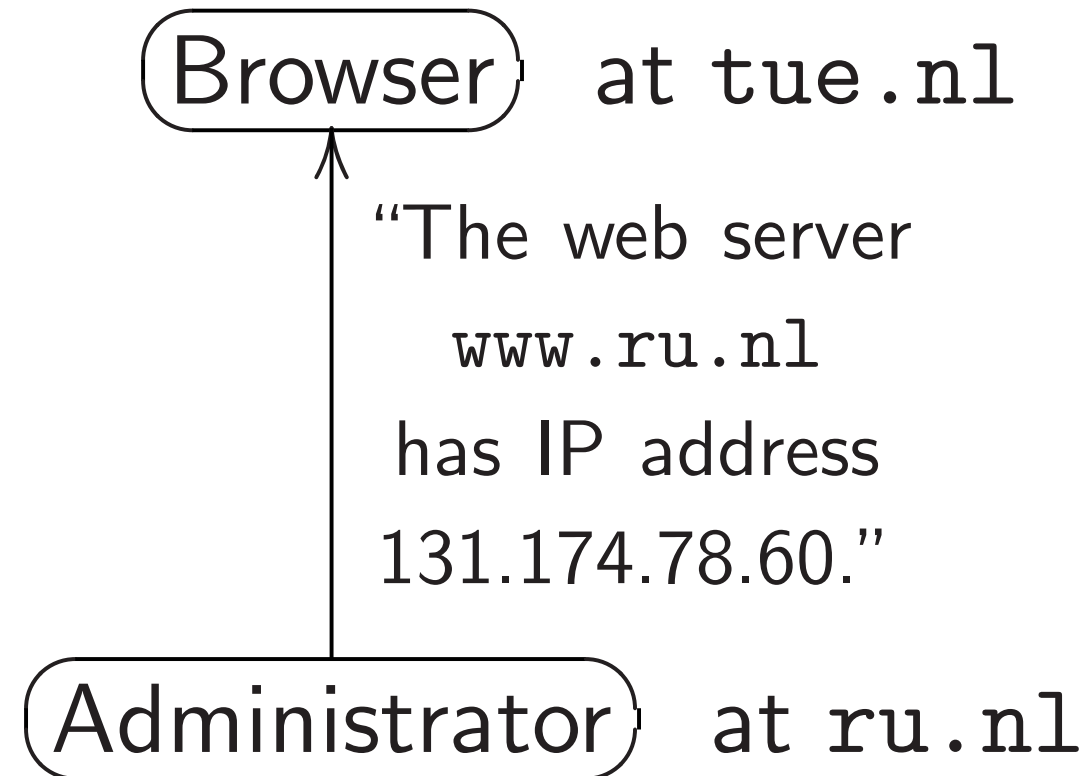 Browser at tue.nl
“The web server
www.ru.nl
has IP address
131.174.78.60.”
Administrator at ru.nl